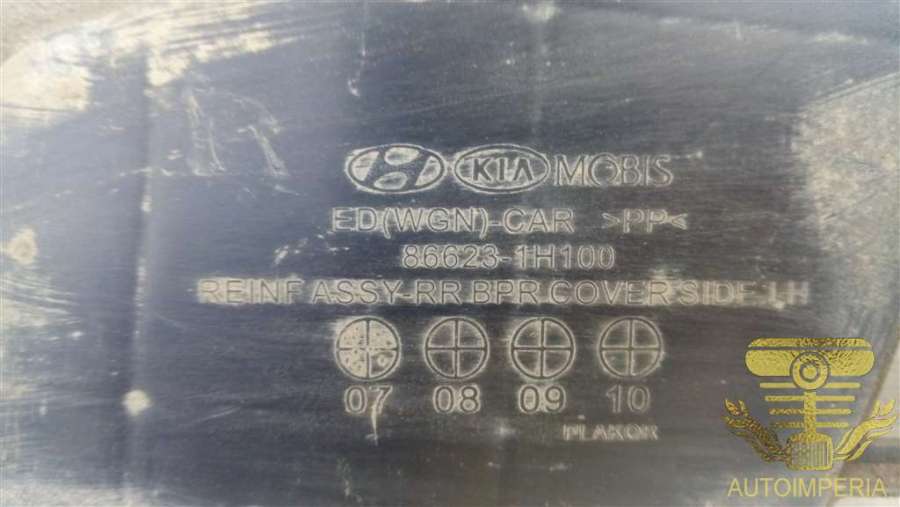 KIA MOBIS
ED(WGN)-CAR >PP<
86623-1H100
REINF ASSY-RR BPR COVER SIDE LH
07 08 09 10
PLAKOR
AUTOIMPERIA